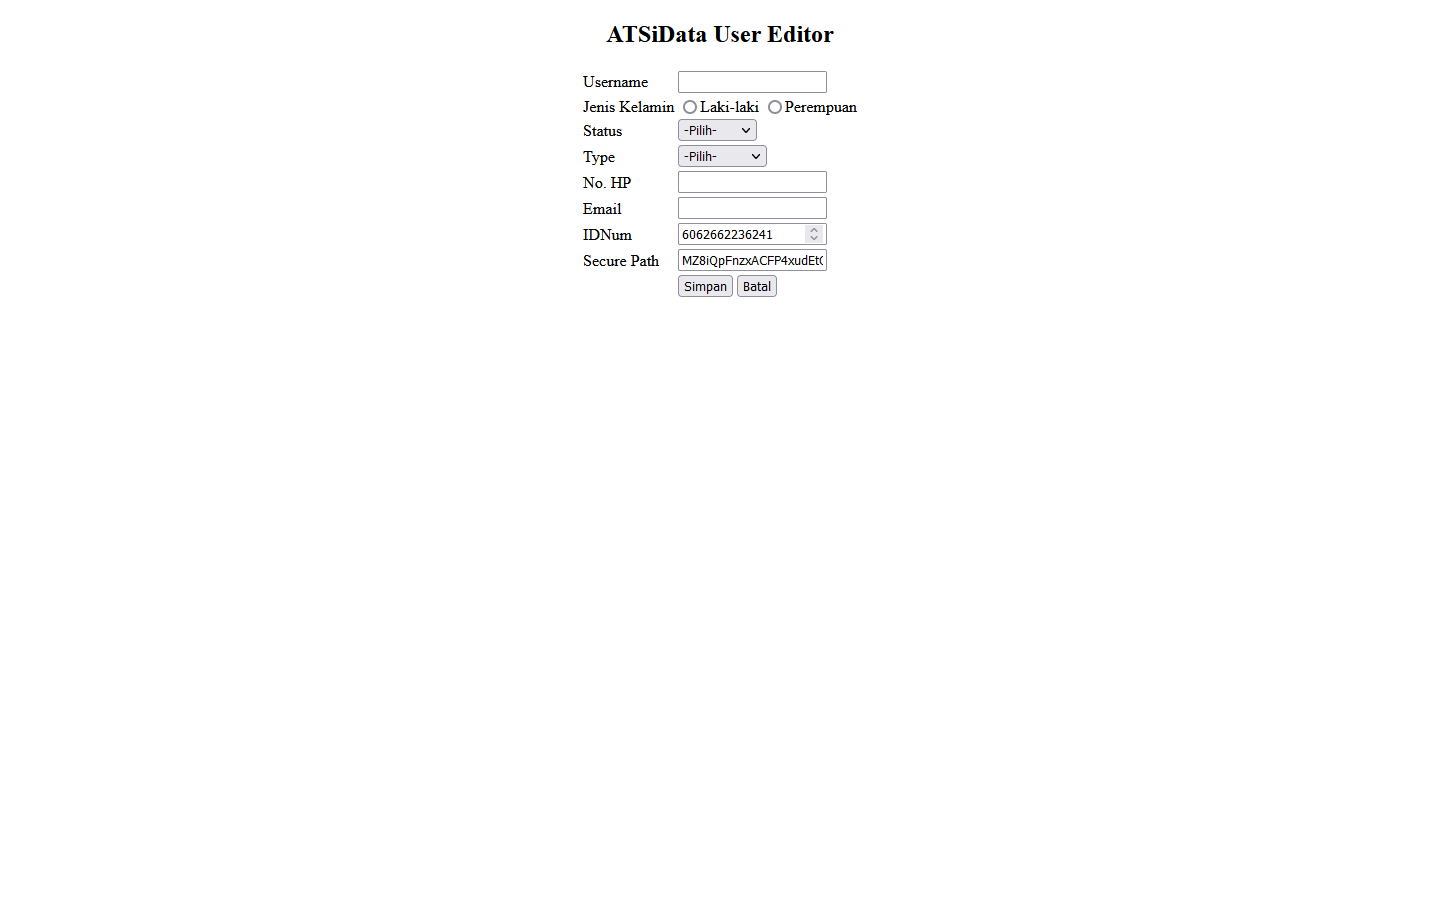 ATSiData User Editor
Username
Jenis Kelamin Laki-laki Perempuan
Status -Pilih-
Type -Pilih-
No. HP
Email
IDNum 6062662236241
Secure Path MZ8iQpFnzxACFP4xudEt
Simpan Batal